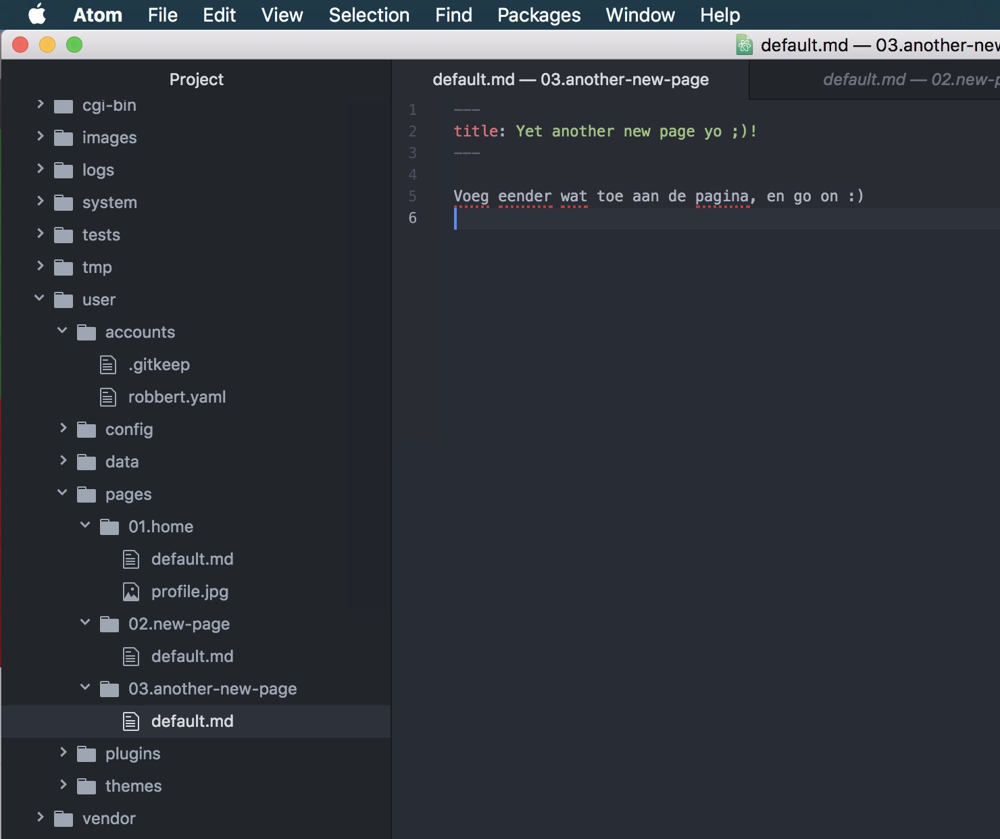 Atom File Edit View Selection Find Packages Window Help
default.md — 03.another-new
Project
default.md — 03.another-new-page
default.md — 02.new-p
cgi-bin
images
logs
system
tests
tmp
user
accounts
.gitkeep
robbert.yaml
config
data
pages
01.home
default.md
profile.jpg
02.new-page
default.md
03.another-new-page
default.md
plugins
themes
vendor
1 ---
2 title: Yet another new page yo ;)!
3 ---
4
5 Voeg eender wat toe aan de pagina, en go on :)
6